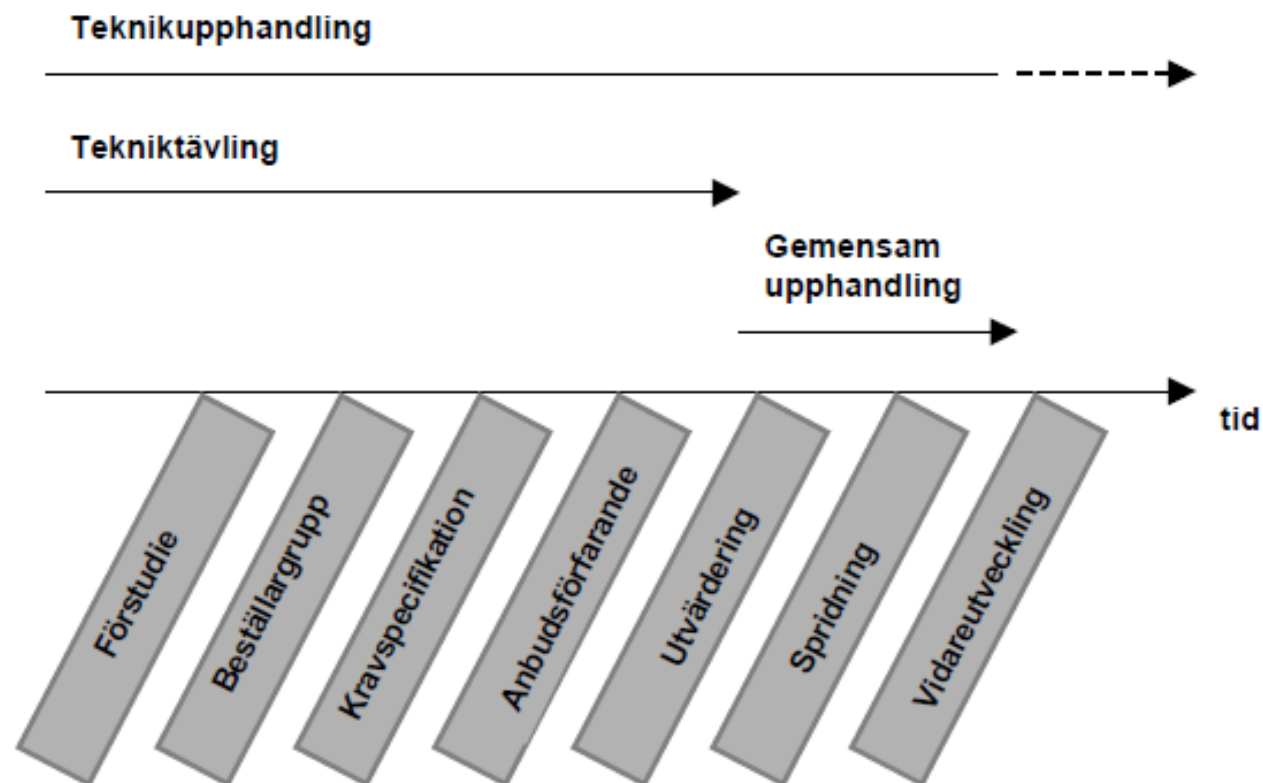 Teknikupphandling
Tekniktävling
Gemensam
upphandling
tid
Förstudie
Beställargrupp
Kravspecifikation
Anbudsförfarande
Utvärdering
Spridning
Vidareutveckling